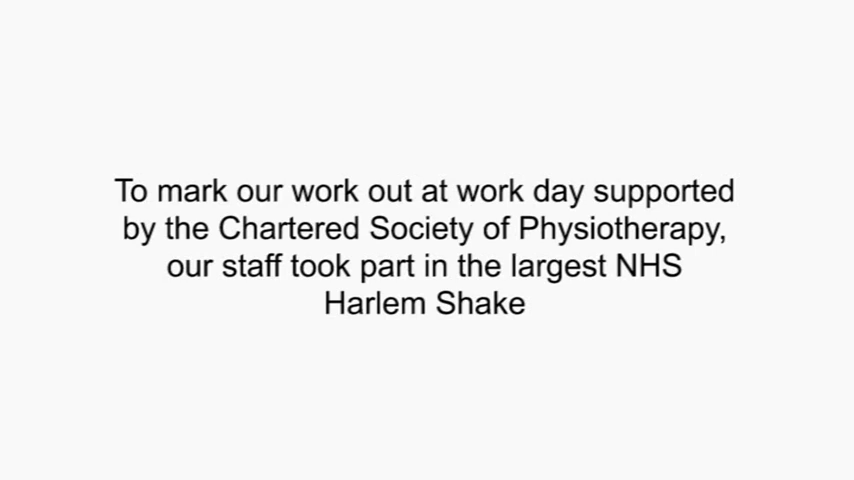 To mark our work out at work day supported
by the Chartered Society of Physiotherapy,
our staff took part in the largest NHS
Harlem Shake